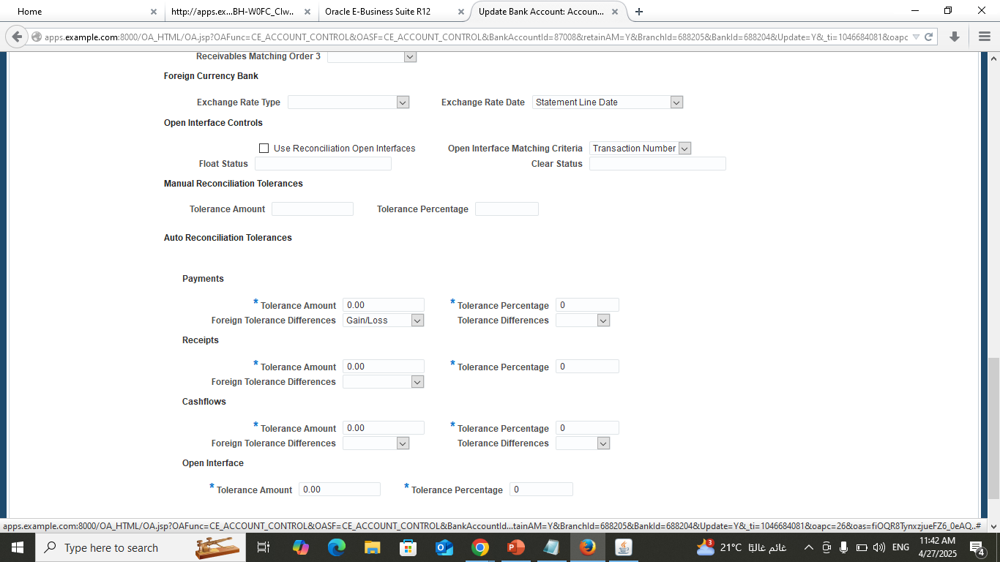 Home
http://apps.ex...BH-W0FC_Clw..
Oracle E-Business Suite R12
Update Bank Account: Accoun...
apps.example.com:8000/OA_HTML/OA.jsp?OAFunc=CE_ACCOUNT_CONTROL&OASF=CE_ACCOUNT_CONTROL&BankAccountId=87008&retainAM=Y&BranchId=688205&BankId=688204&Update=Y&_ti=1046684081&oapc
Receivables Matching Order 3
Foreign Currency Bank
Exchange Rate Type Exchange Rate Date Statement Line Date
Open Interface Controls
Use Reconciliation Open Interfaces Open Interface Matching Criteria Transaction Number
Float Status Clear Status
Manual Reconciliation Tolerances
Tolerance Amount Tolerance Percentage
Auto Reconciliation Tolerances
Payments
* Tolerance Amount 0.00 * Tolerance Percentage 0
Foreign Tolerance Differences Gain/Loss Tolerance Differences
Receipts
* Tolerance Amount 0.00 * Tolerance Percentage 0
Foreign Tolerance Differences
Cashflows
* Tolerance Amount 0.00 * Tolerance Percentage 0
Foreign Tolerance Differences Tolerance Differences
Open Interface
* Tolerance Amount 0.00 * Tolerance Percentage 0
apps.example.com:8000/OA_HTML/OA.jsp?OAFunc=CE_ACCOUNT_CONTROL&OASF=CE_ACCOUNT_CONTROL&BankAccountId...tainAM=Y&BranchId=688205&BankId=688204&Update=Y&_ti=1046684081&oapc=26&oas=fiOQR8TynxzjueFZ6_0eAQ..#
Type here to search
3
21°C غائم غالبًا
ENG
11:42 AM
4/27/2025
4